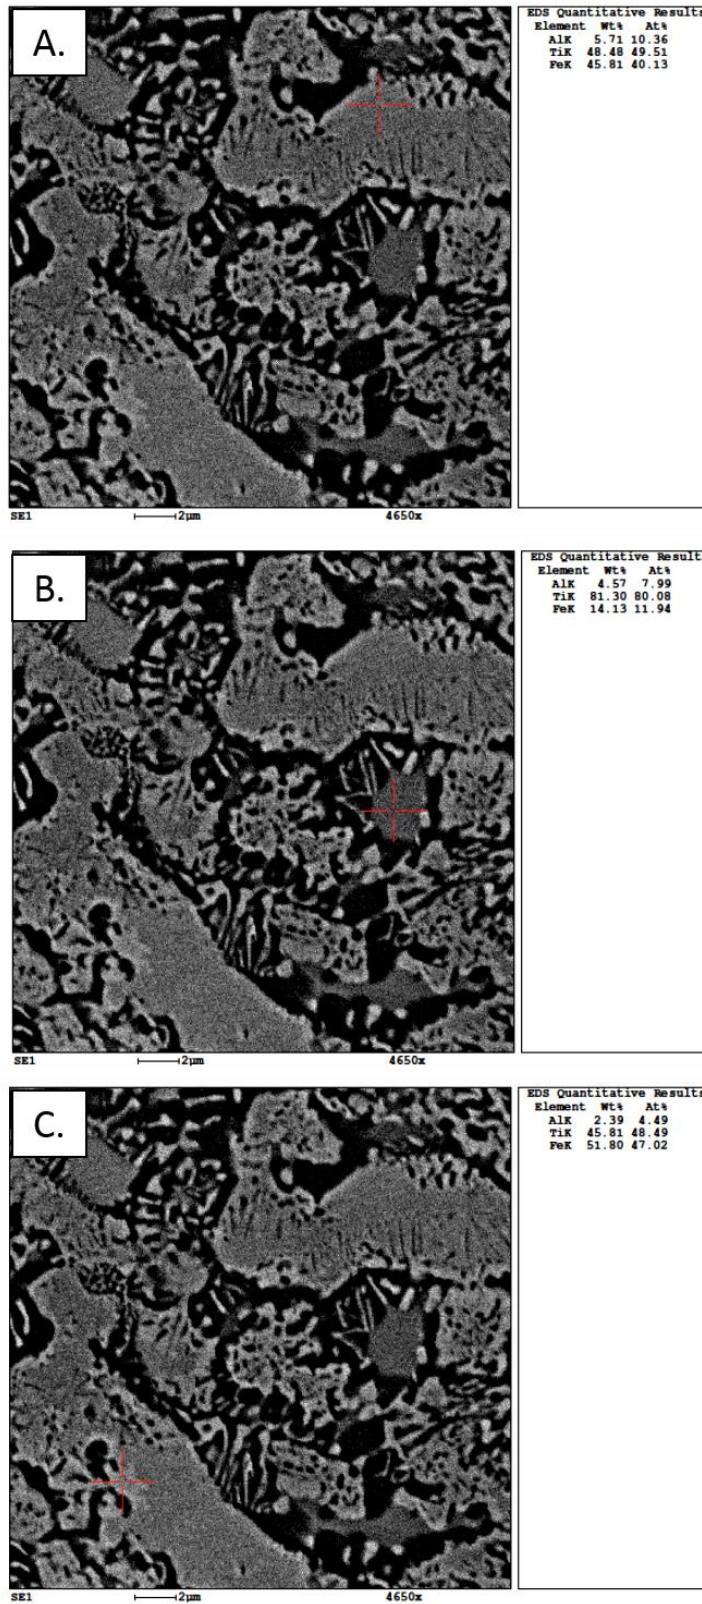 A.
EDS Quantitative Results
Element Wt% At%
AlK 5.71 10.36
TiK 48.48 49.51
FeK 45.81 40.13
SE1 2µm 4650x
B.
EDS Quantitative Result
Element Wt% At%
AlK 4.57 7.99
TiK 81.30 80.08
FeK 14.13 11.94
SE1 2µm 4650x
C.
EDS Quantitative Results
Element Wt% At%
AlK 2.39 4.49
TiK 45.81 48.49
FeK 51.80 47.02
SE1 2µm 4650x